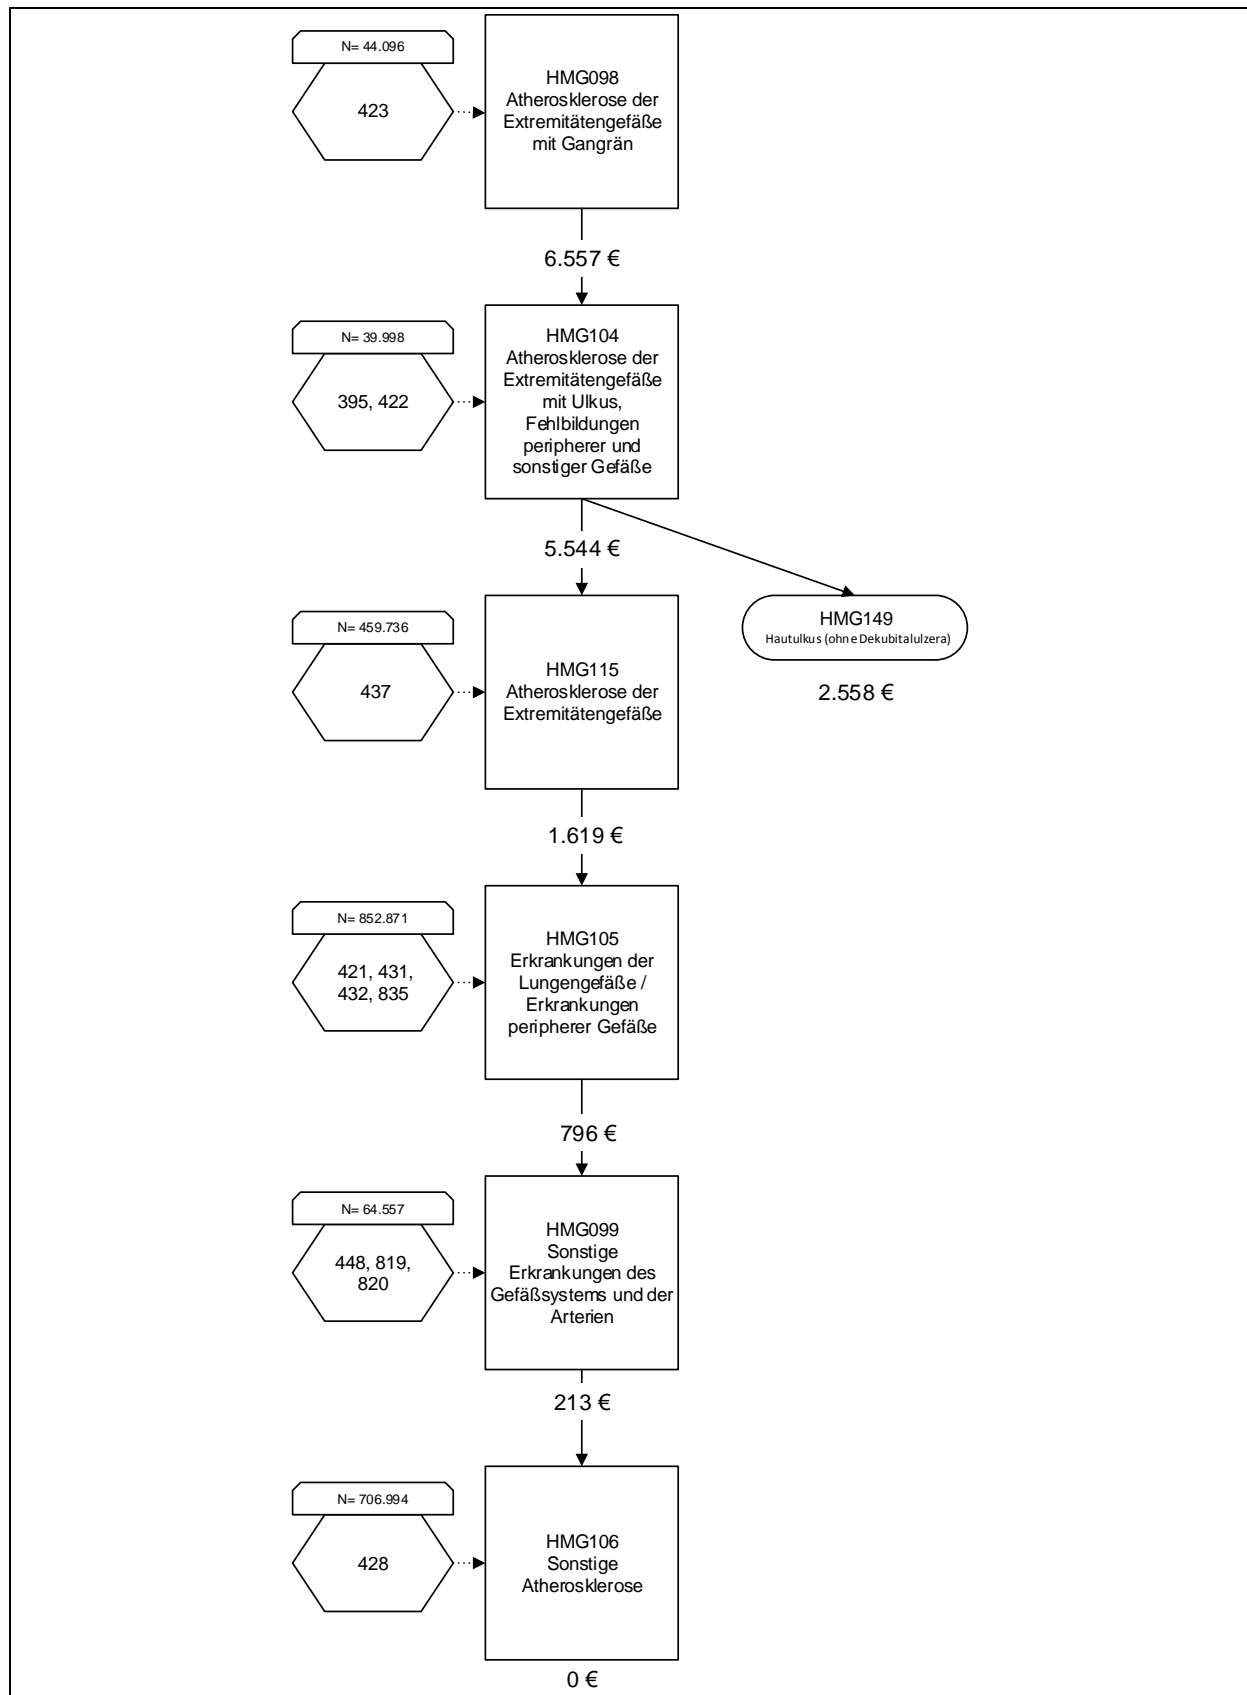 N= 44.096
423
HMG098
Atherosklerose der
Extremitätengefäße
mit Gangrän
6.557 €
N= 39.998
395, 422
HMG104
Atherosklerose der
Extremitätengefäße
mit Ulkus,
Fehlbildungen
peripherer und
sonstiger Gefäße
5.544 €
HMG149
Hautulkus (ohne Dekubitalulzera)
2.558 €
N= 459.736
437
HMG115
Atherosklerose der
Extremitätengefäße
1.619 €
N= 852.871
421, 431,
432, 835
HMG105
Erkrankungen der
Lungengefäße /
Erkrankungen
peripherer Gefäße
796 €
N= 64.557
448, 819,
820
HMG099
Sonstige
Erkrankungen des
Gefäßsystems und der
Arterien
213 €
N= 706.994
428
HMG106
Sonstige
Atherosklerose
0 €